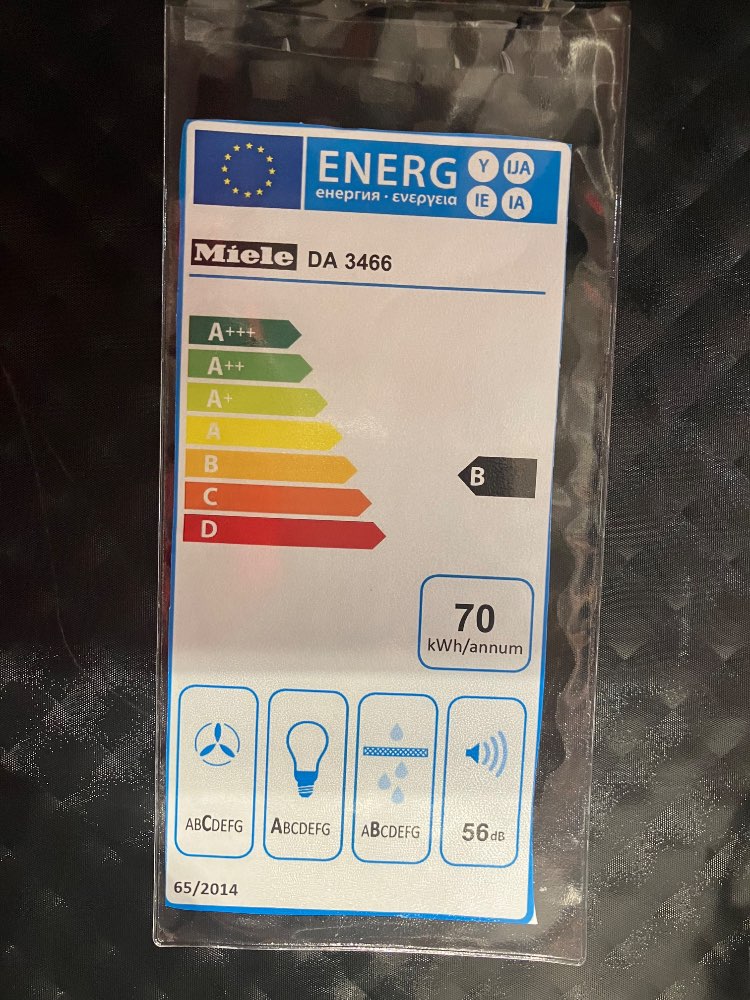 ENERG Y IJA
енергия · ενεργεια IE IA
Miele DA 3466
A+++
A++
A+
A
B
B
C
D
70
kWh/annum
ABCDEFG
ABCDEFG
ABCDEFG
56dB
65/2014